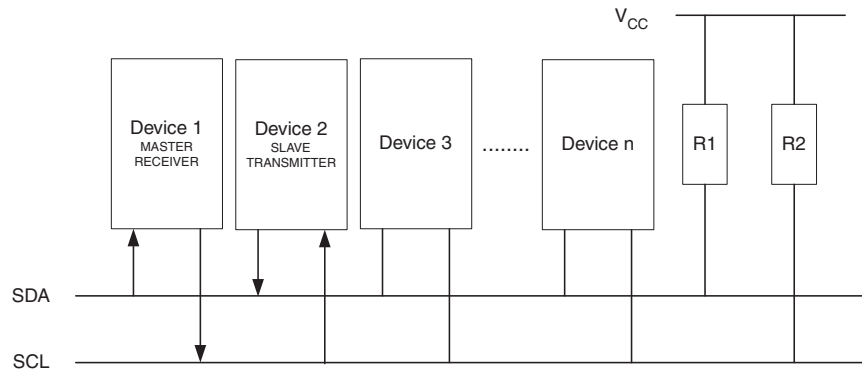 VCC
Device 1
MASTER
RECEIVER
Device 2
SLAVE
TRANSMITTER
Device 3
........
Device n
R1
R2
SDA
SCL